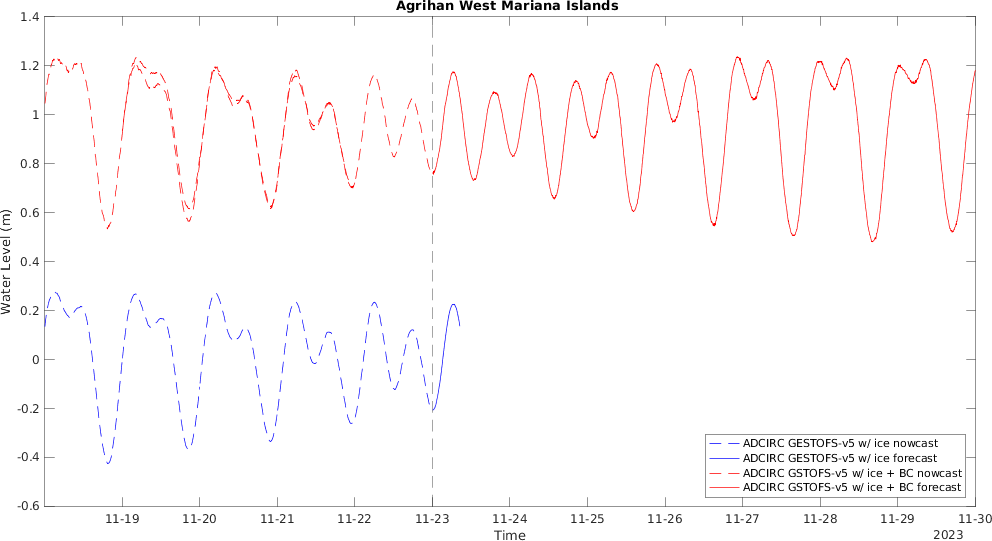 Agrihan West Mariana Islands
1.4
1.2
1
0.8
0.6
0.4
0.2
0
-0.2
-0.4
-0.6
Water Level (m)
ADCIRC GESTOFS-v5 w/ ice nowcast
ADCIRC GESTOFS-v5 w/ ice forecast
ADCIRC GSTOFS-v5 w/ ice + BC nowcast
ADCIRC GSTOFS-v5 w/ ice + BC forecast
11-19 11-20 11-21 11-22 11-23 11-24 11-25 11-26 11-27 11-28 11-29 11-30
Time
2023